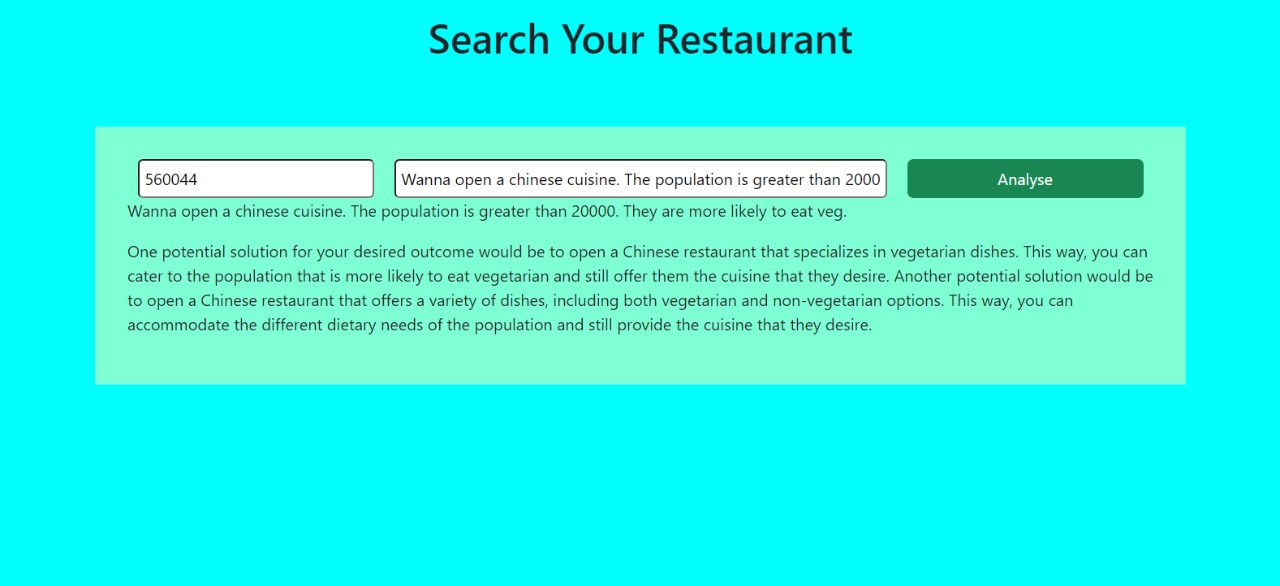 Search Your Restaurant
560044
Wanna open a chinese cuisine. The population is greater than 2000
Analyse
Wanna open a chinese cuisine. The population is greater than 20000. They are more likely to eat veg.
One potential solution for your desired outcome would be to open a Chinese restaurant that specializes in vegetarian dishes. This way, you can
cater to the population that is more likely to eat vegetarian and still offer them the cuisine that they desire. Another potential solution would be
to open a Chinese restaurant that offers a variety of dishes, including both vegetarian and non-vegetarian options. This way, you can
accommodate the different dietary needs of the population and still provide the cuisine that they desire.